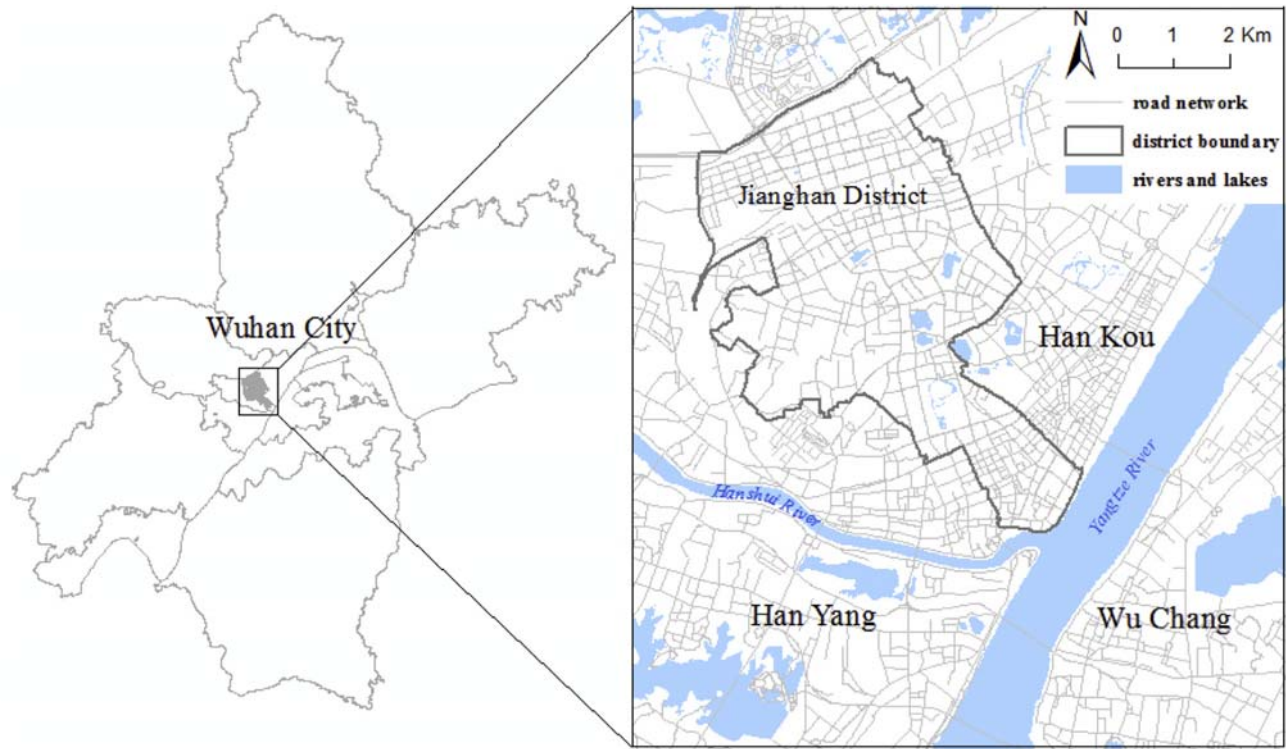 Wuhan City
N
0 1 2 Km
road network
district boundary
rivers and lakes
Jianghan District
Han Kou
Hanshui River
Yangtze River
Han Yang
Wu Chang